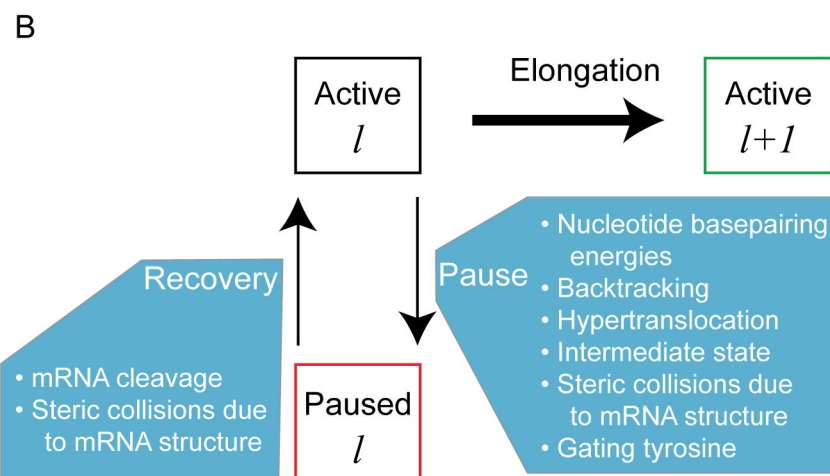 B
Active
l
Elongation
Active
l+1
Recovery
• mRNA cleavage
• Steric collisions due
to mRNA structure
Pause
• Nucleotide basepairing
energies
• Backtracking
• Hypertranslocation
• Intermediate state
• Steric collisions due
to mRNA structure
• Gating tyrosine
Paused
l